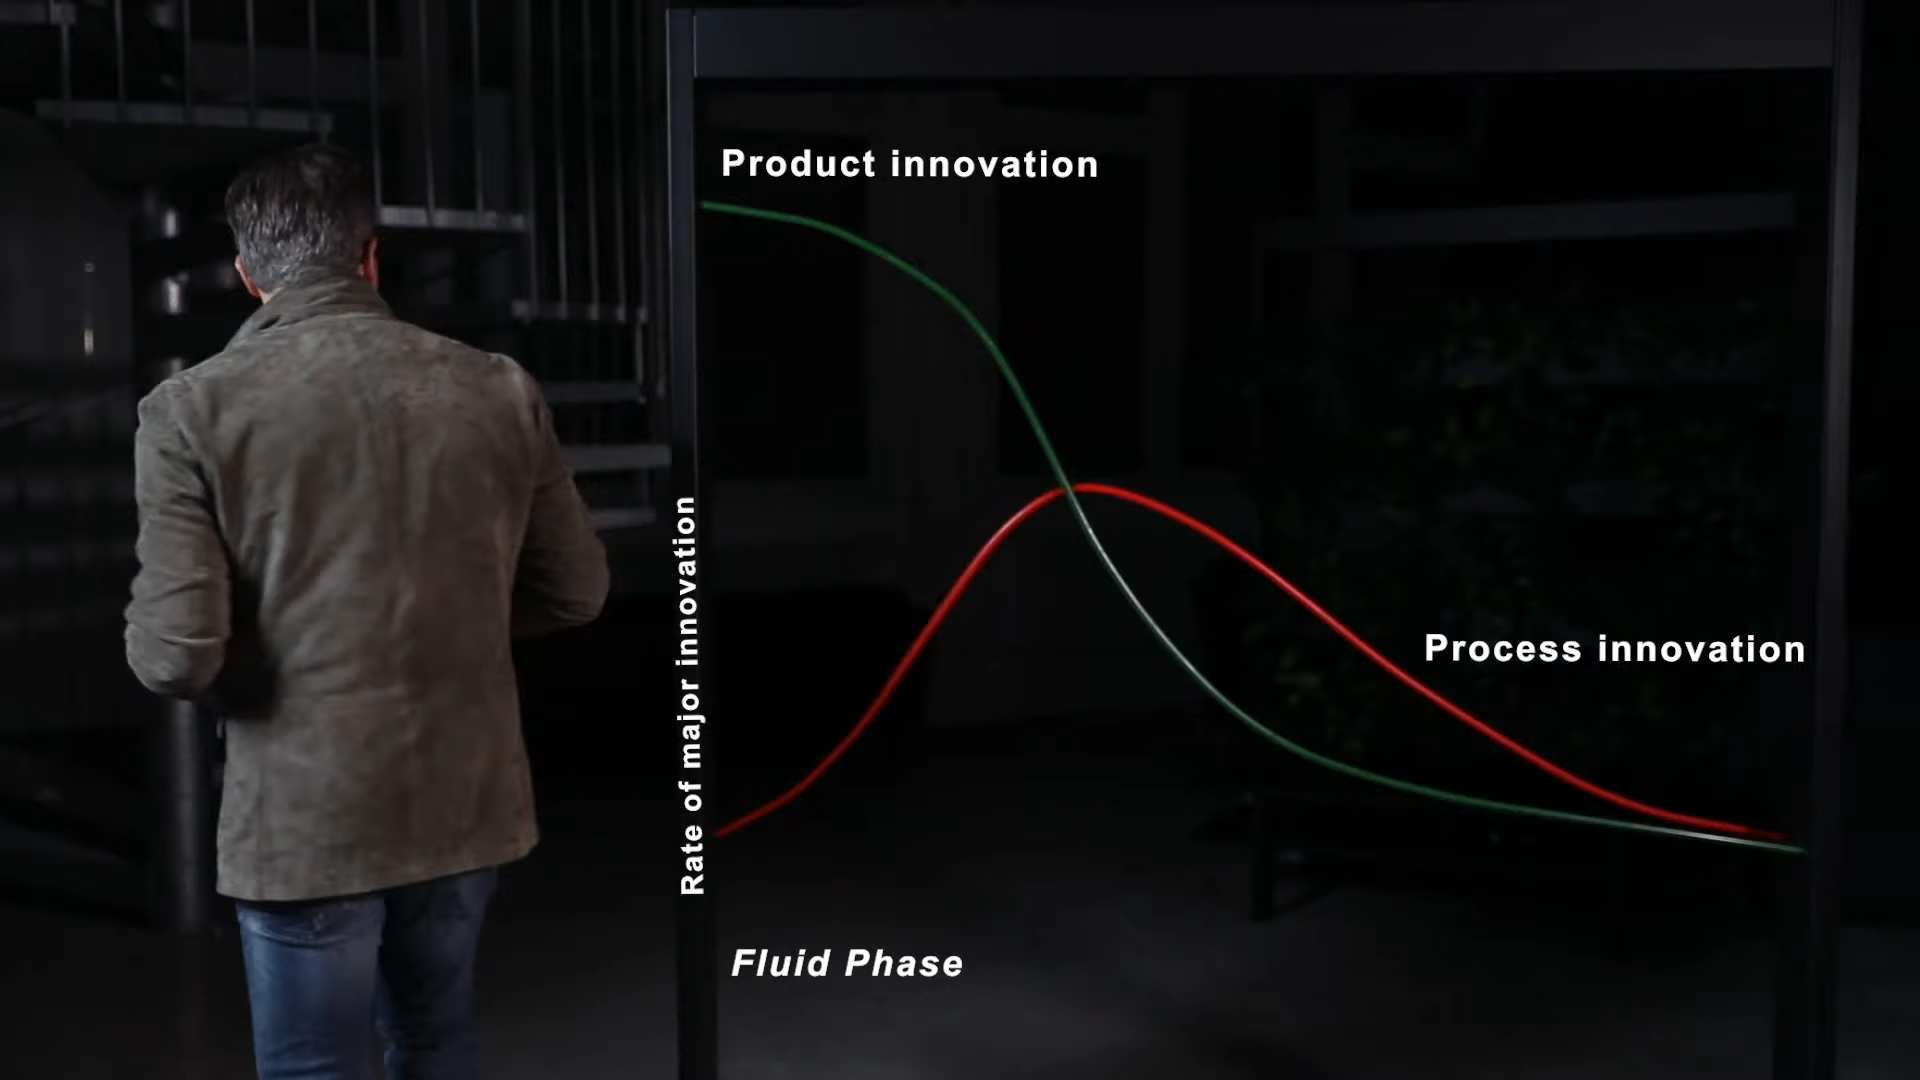 Product innovation
Rate of major innovation
Process innovation
Fluid Phase